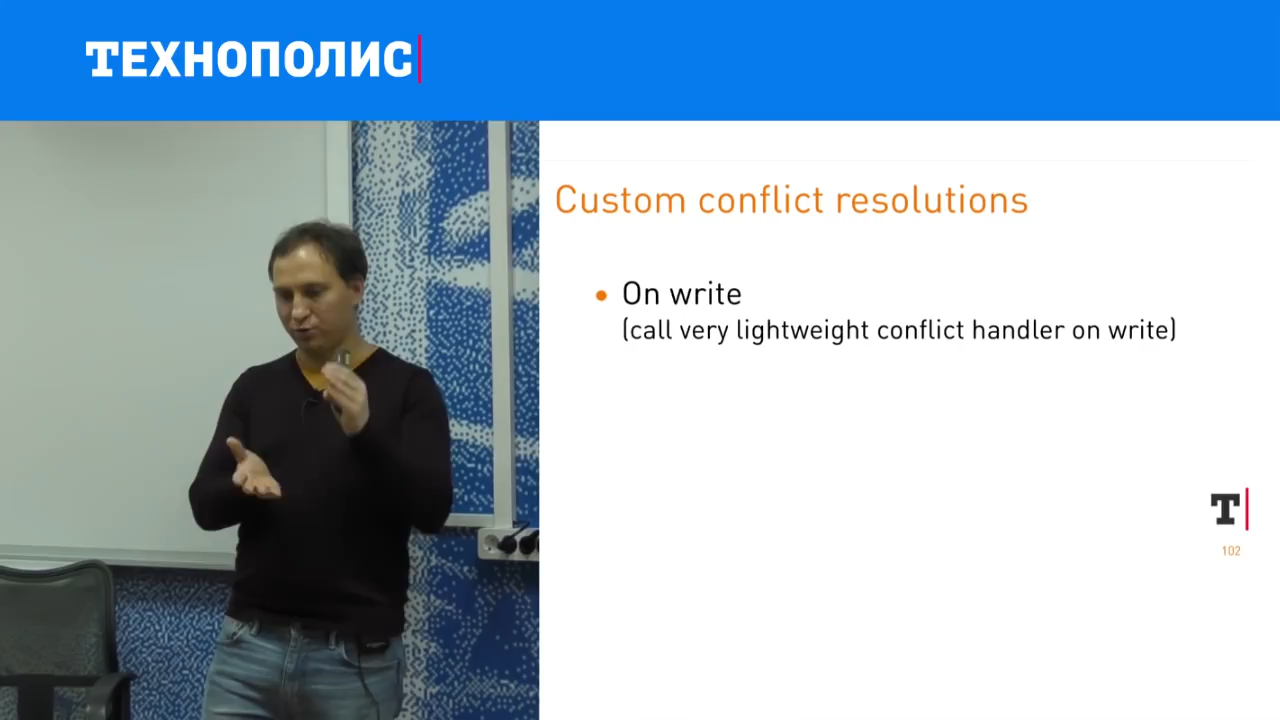 ТЕХНОПОЛИС
Custom conflict resolutions
• On write
(call very lightweight conflict handler on write)
T
102